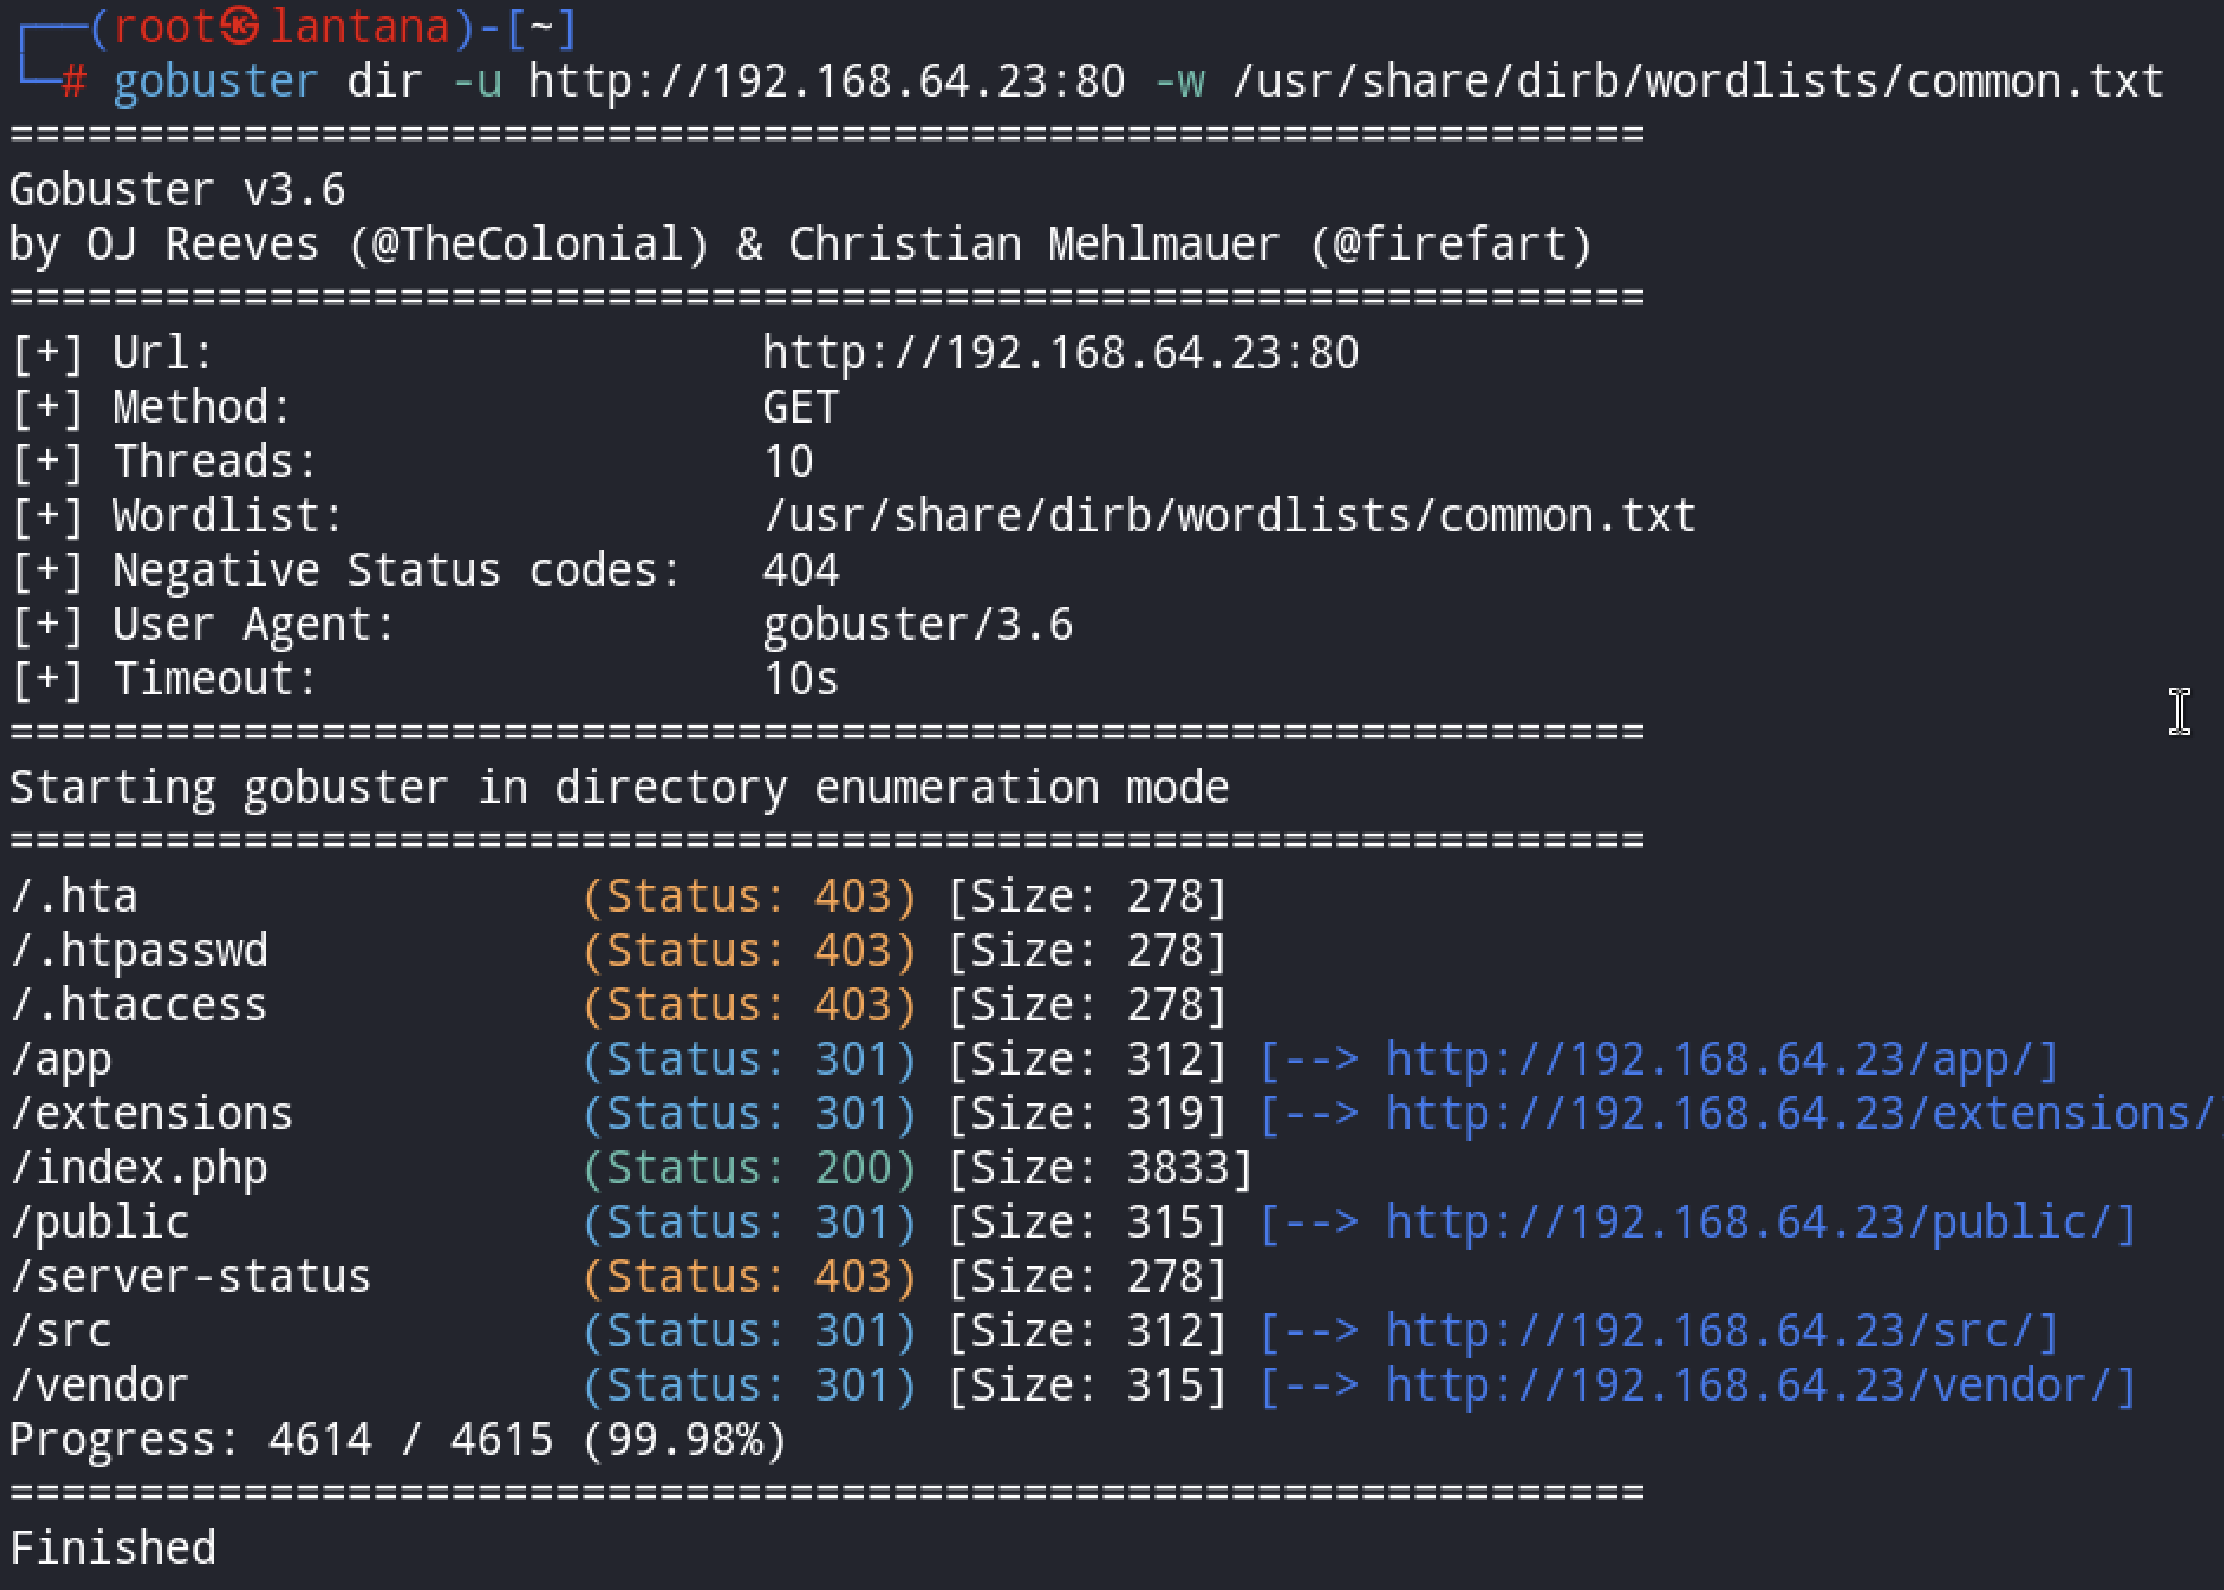 ┌──(root㉿lantana)-[~]
└─# gobuster dir -u http://192.168.64.23:80 -w /usr/share/dirb/wordlists/common.txt
===============================================================
Gobuster v3.6
by OJ Reeves (@TheColonial) & Christian Mehlmauer (@firefart)
===============================================================
[+] Url:                     http://192.168.64.23:80
[+] Method:                  GET
[+] Threads:                 10
[+] Wordlist:                /usr/share/dirb/wordlists/common.txt
[+] Negative Status codes:   404
[+] User Agent:              gobuster/3.6
[+] Timeout:                 10s
===============================================================
Starting gobuster in directory enumeration mode
===============================================================
/.hta                 (Status: 403) [Size: 278]
/.htpasswd            (Status: 403) [Size: 278]
/.htaccess            (Status: 403) [Size: 278]
/app                  (Status: 301) [Size: 312] [--> http://192.168.64.23/app/]
/extensions           (Status: 301) [Size: 319] [--> http://192.168.64.23/extensions/
/index.php            (Status: 200) [Size: 3833]
/public               (Status: 301) [Size: 315] [--> http://192.168.64.23/public/]
/server-status        (Status: 403) [Size: 278]
/src                  (Status: 301) [Size: 312] [--> http://192.168.64.23/src/]
/vendor               (Status: 301) [Size: 315] [--> http://192.168.64.23/vendor/]
Progress: 4614 / 4615 (99.98%)
===============================================================
Finished